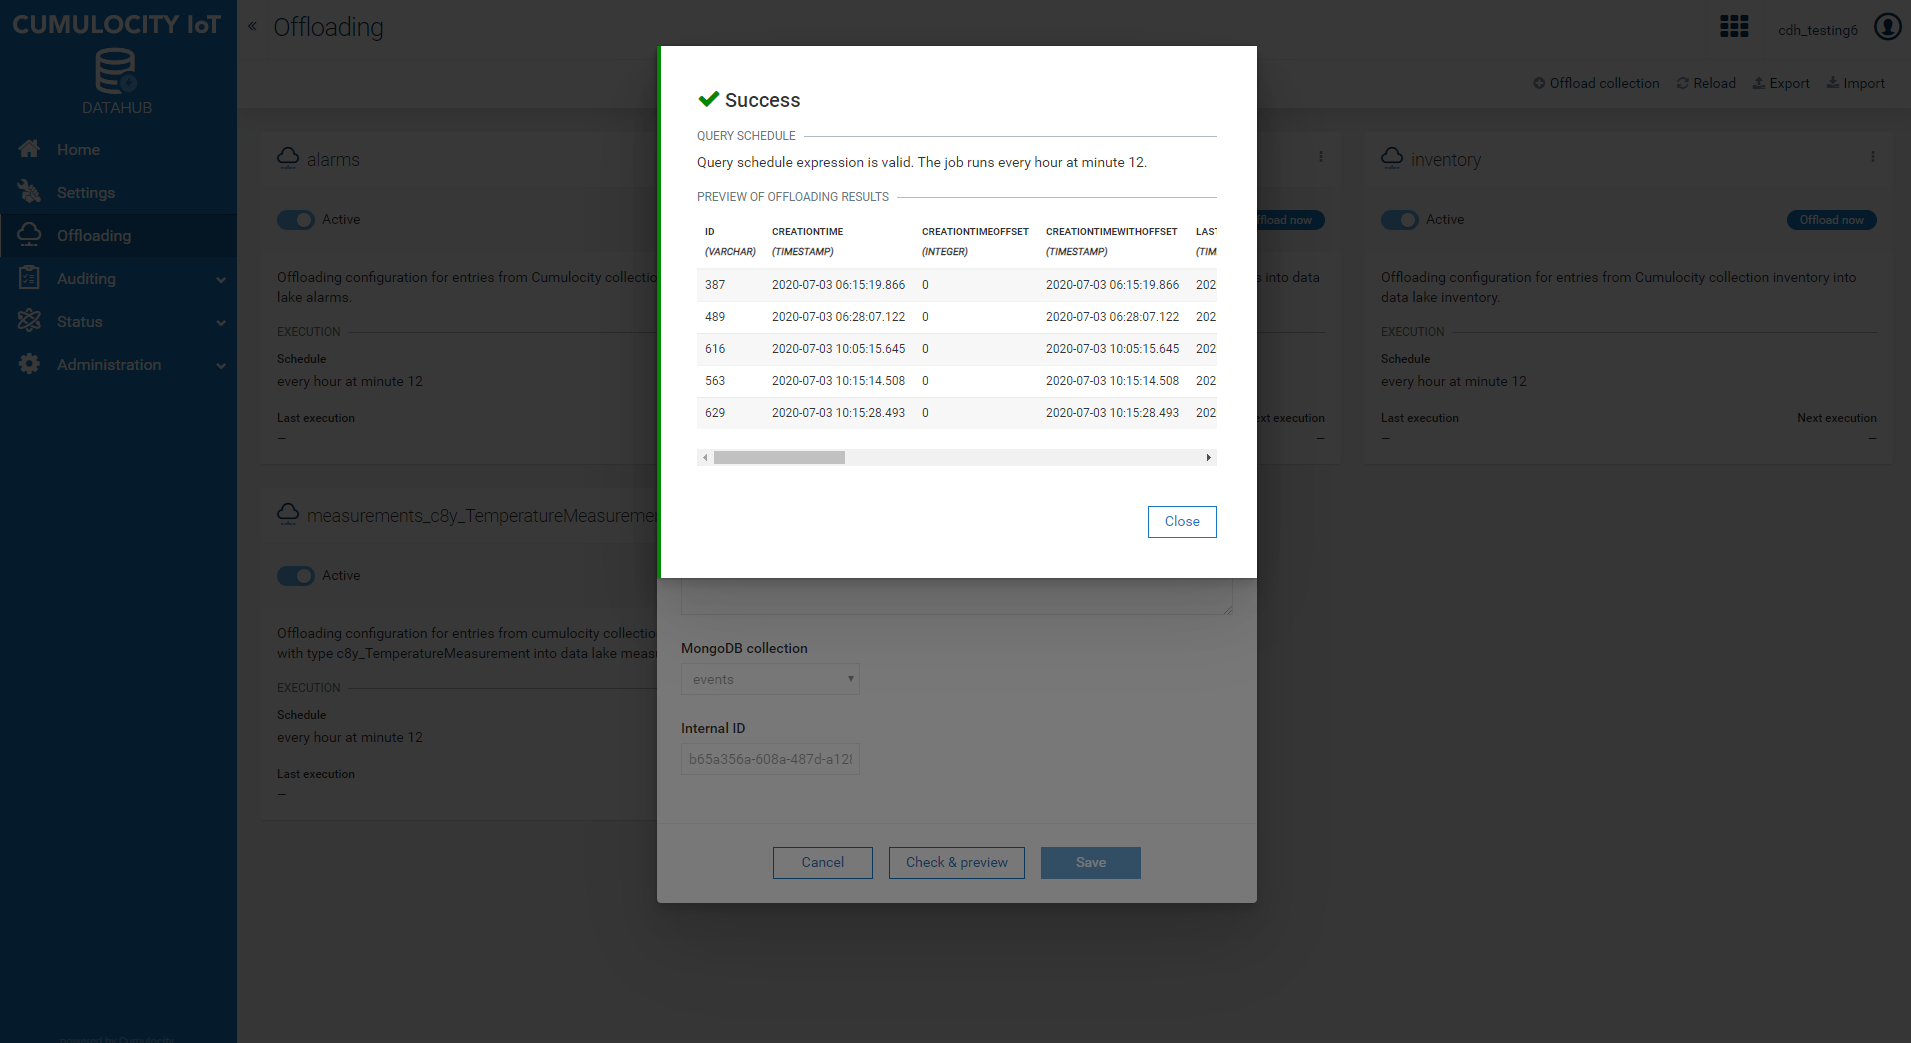 CUMULOCITY IoT
DATAHUB
Home
Settings
Offloading
Auditing
Status
Administration
«
Offloading
cdh_testing6
Offload collection
Reload
Export
Import
alarms
Active
Offloading configuration for entries from Cumulocity collectio
lake alarms.
EXECUTION
Schedule
every hour at minute 12
Last execution
–
ffload now
s into data
ext execution
–
inventory
Active
Offload now
Offloading configuration for entries from Cumulocity collection inventory into
data lake inventory.
EXECUTION
Schedule
every hour at minute 12
Last execution
Next execution
–
–
measurements_c8y_TemperatureMeasuremen
Active
Offloading configuration for entries from cumulocity collectio
with type c8y_TemperatureMeasurement into data lake measu
EXECUTION
Schedule
every hour at minute 12
Last execution
–
Success
QUERY SCHEDULE
Query schedule expression is valid. The job runs every hour at minute 12.
PREVIEW OF OFFLOADING RESULTS
ID CREATIONTIME CREATIONTIMEOFFSET CREATIONTIMEWITHOFFSET LAST
(VARCHAR) (TIMESTAMP) (INTEGER) (TIMESTAMP) (TIM
387 2020-07-03 06:15:19.866 0 2020-07-03 06:15:19.866 202
489 2020-07-03 06:28:07.122 0 2020-07-03 06:28:07.122 202
616 2020-07-03 10:05:15.645 0 2020-07-03 10:05:15.645 202
563 2020-07-03 10:15:14.508 0 2020-07-03 10:15:14.508 202
629 2020-07-03 10:15:28.493 0 2020-07-03 10:15:28.493 202
Close
MongoDB collection
events
Internal ID
b65a356a-608a-487d-a128
Cancel
Check & preview
Save
powered by Cumulocity